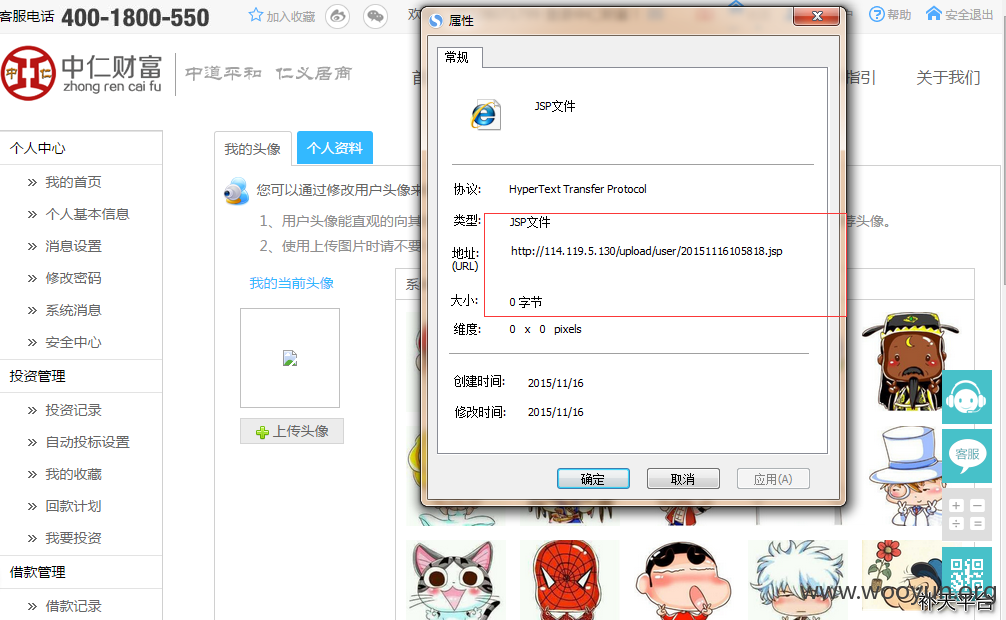 客服电话 400-1800-550
加入收藏
欢
帮助
安全退出
中仁财富
zhong ren cai fu
中道平和 仁义居商
首
指引
关于我们
个人中心
» 我的首页
» 个人基本信息
» 消息设置
» 修改密码
» 系统消息
» 安全中心
投资管理
» 投资记录
» 自动投标设置
» 我的收藏
» 回款计划
» 我要投资
借款管理
» 借款记录
我的头像
个人资料
您可以通过修改用户头像来
1、用户头像能直观的向其
荐头像。
2、使用上传图片时请不要
我的当前头像
系
上传头像
属性
常规
JSP文件
协议: HyperText Transfer Protocol
类型: JSP文件
地址: http://114.119.5.130/upload/user/20151116105818.jsp
(URL)
大小: 0 字节
维度: 0 x 0 pixels
创建时间: 2015/11/16
修改时间: 2015/11/16
确定
取消
应用(A)
客服
www.wooyun.org
补天平台